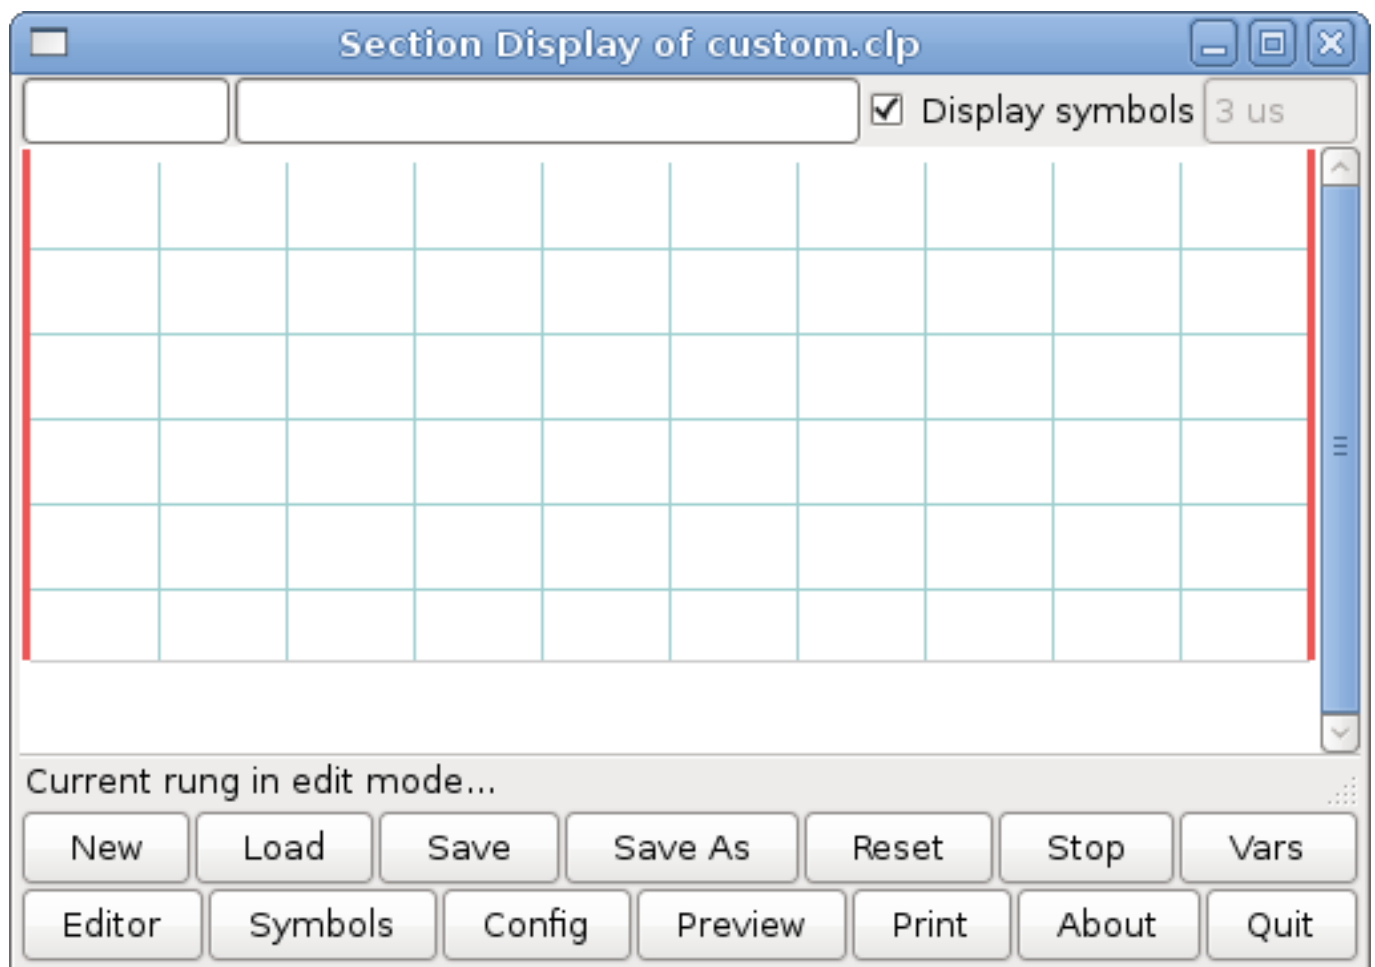 Section Display of custom.clp
Display symbols 3 us
Current rung in edit mode...
New Load Save Save As Reset Stop Vars
Editor Symbols Config Preview Print About Quit